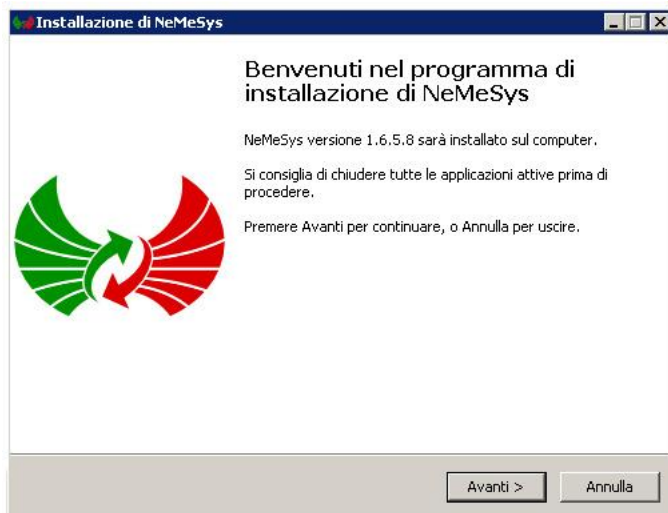 Installazione di NeMeSys
Benvenuti nel programma di
installazione di NeMeSys
NeMeSys versione 1.6.5.8 sarà installato sul computer.
Si consiglia di chiudere tutte le applicazioni attive prima di
procedere.
Premere Avanti per continuare, o Annulla per uscire.
Avanti >
Annulla